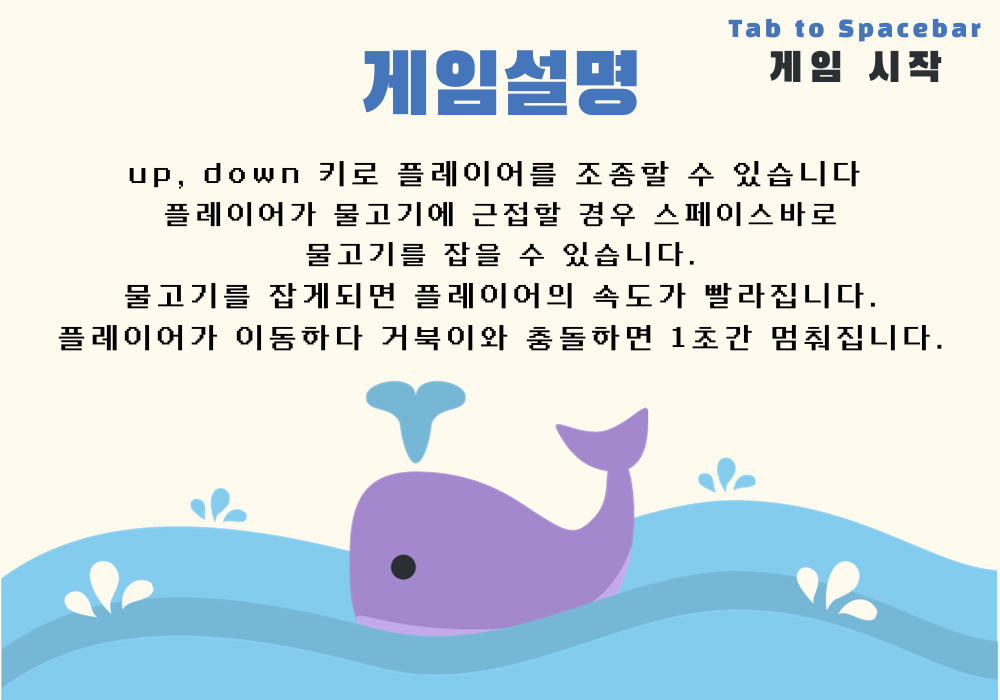 Tab to Spacebar
게임 시작
게임설명
up, down 키로 플레이어를 조종할 수 있습니다
플레이어가 물고기에 근접할 경우 스페이스바로
물고기를 잡을 수 있습니다.
물고기를 잡게되면 플레이어의 속도가 빨라집니다.
플레이어가 이동하다 거북이와 충돌하면 1초간 멈춰집니다.